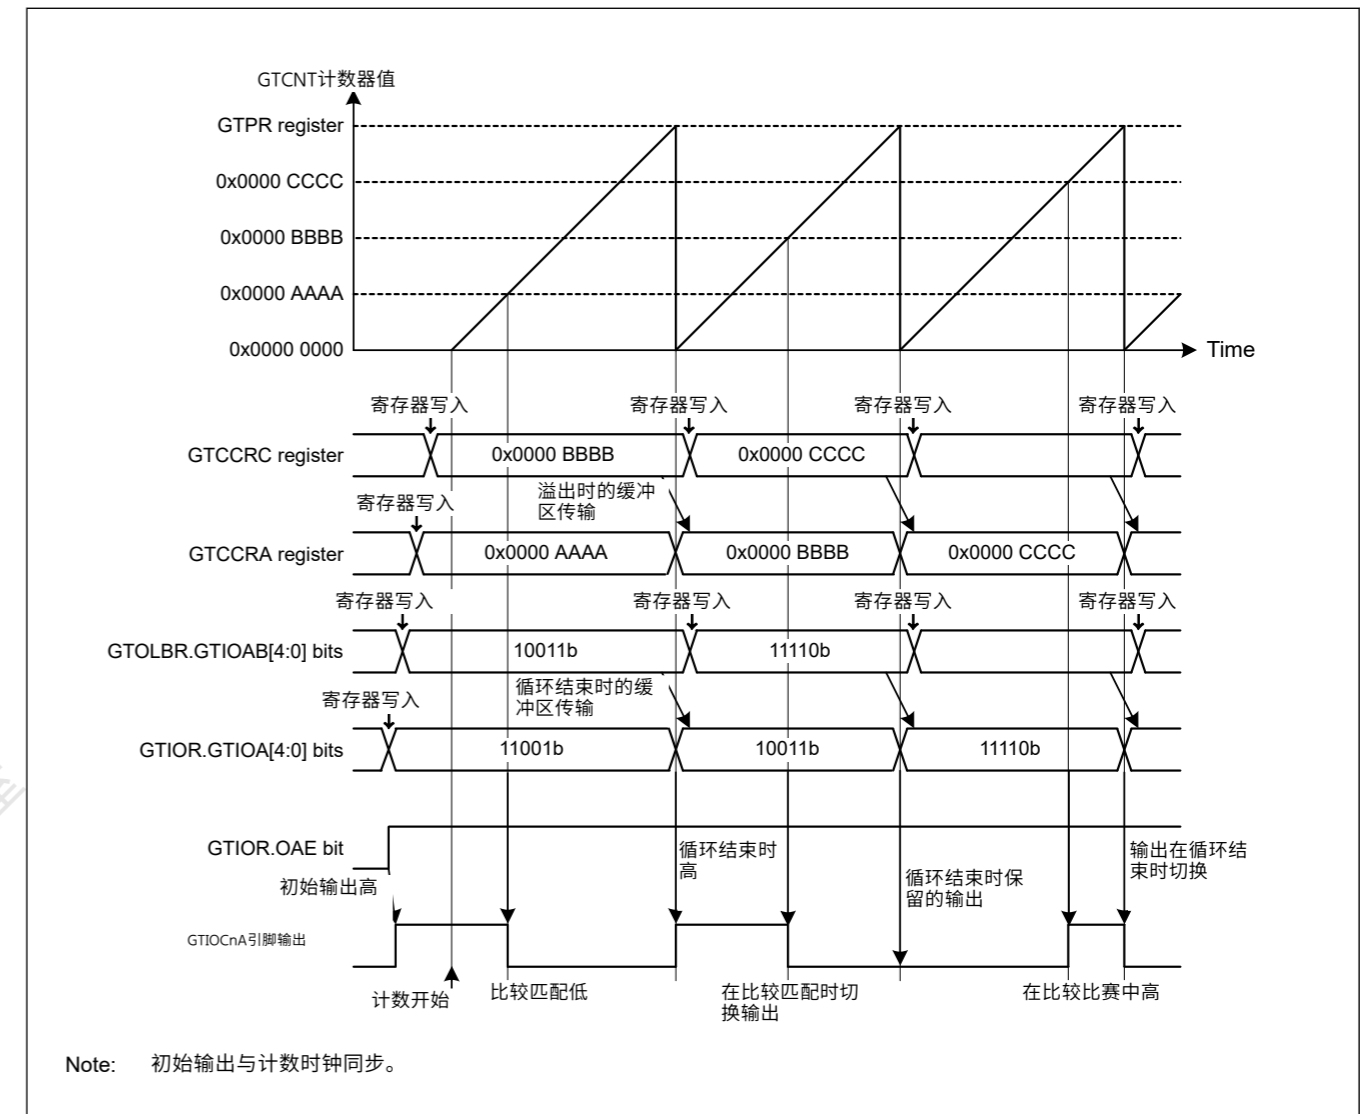 GTCNT计数器值
GTPR register
0x0000 CCCC
0x0000 BBBB
0x0000 AAAA
0x0000 0000
Time
寄存器写入 寄存器写入 寄存器写入 寄存器写入
GTCCRC register 0x0000 BBBB 0x0000 CCCC
溢出时的缓冲
区传输
寄存器写入
GTCCRA register 0x0000 AAAA 0x0000 BBBB 0x0000 CCCC
寄存器写入 寄存器写入 寄存器写入 寄存器写入
GTOLBR.GTIOAB[4:0] bits 10011b 11110b
循环结束时的缓
冲区传输
寄存器写入
GTIOR.GTIOA[4:0] bits 11001b 10011b 11110b
GTIOR.OAE bit
初始输出高
循环结束时
高
循环结束时保
留的输出
输出在循环结
束时切换
GTIOCnA引脚输出
计数开始
比较匹配低
在比较匹配时切
换输出
在比较比赛中高
Note: 初始输出与计数时钟同步。